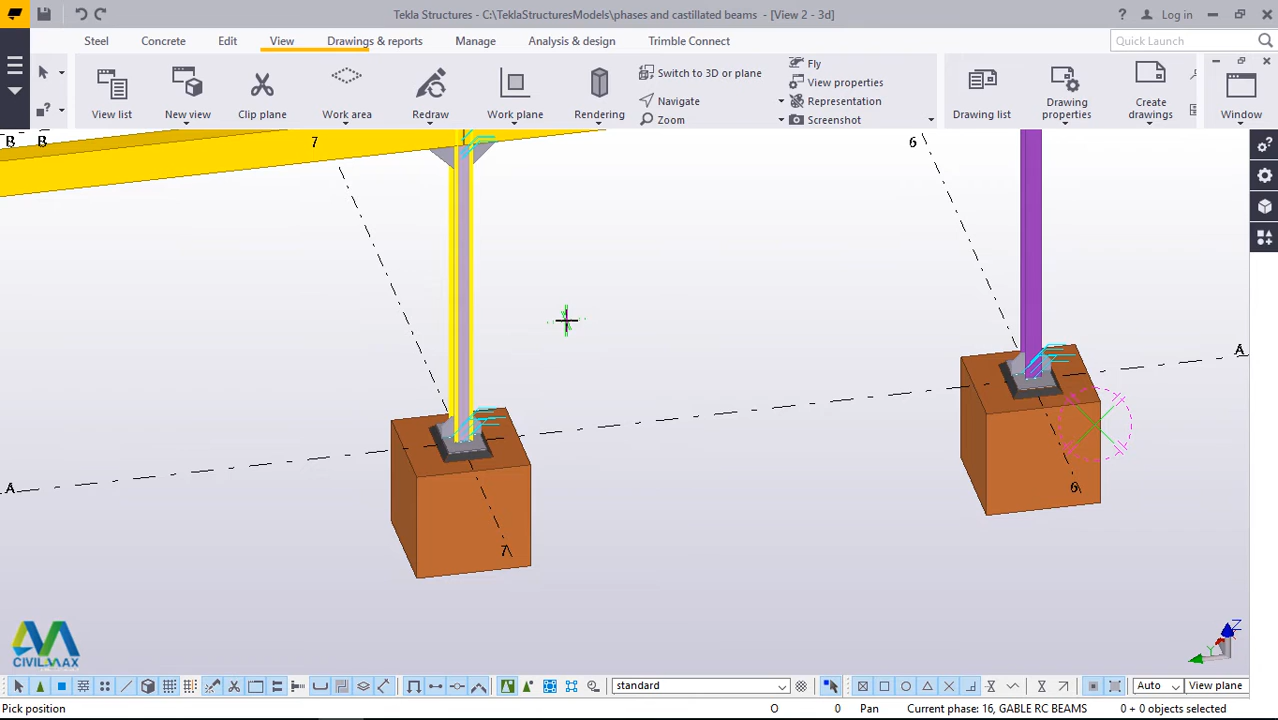 Tekla Structures - C:\TeklaStructuresModels\phases and castillated beams - [View 2 - 3d]
Log in
Steel Concrete Edit View Drawings & reports Manage Analysis & design Trimble Connect
Quick Launch
View list
New view
Clip plane
Work area
Redraw
Work plane
Rendering
Switch to 3D or plane
Navigate
Zoom
Fly
View properties
Representation
Screenshot
Drawing list
Drawing properties
Create drawings
Window
B B 7 6
A
A
6
7
Z
Y
CIVILMAX
standard
Auto
View plane
Pick position
O 0 Pan Current phase: 16, GABLE RC BEAMS 0 + 0 objects selected